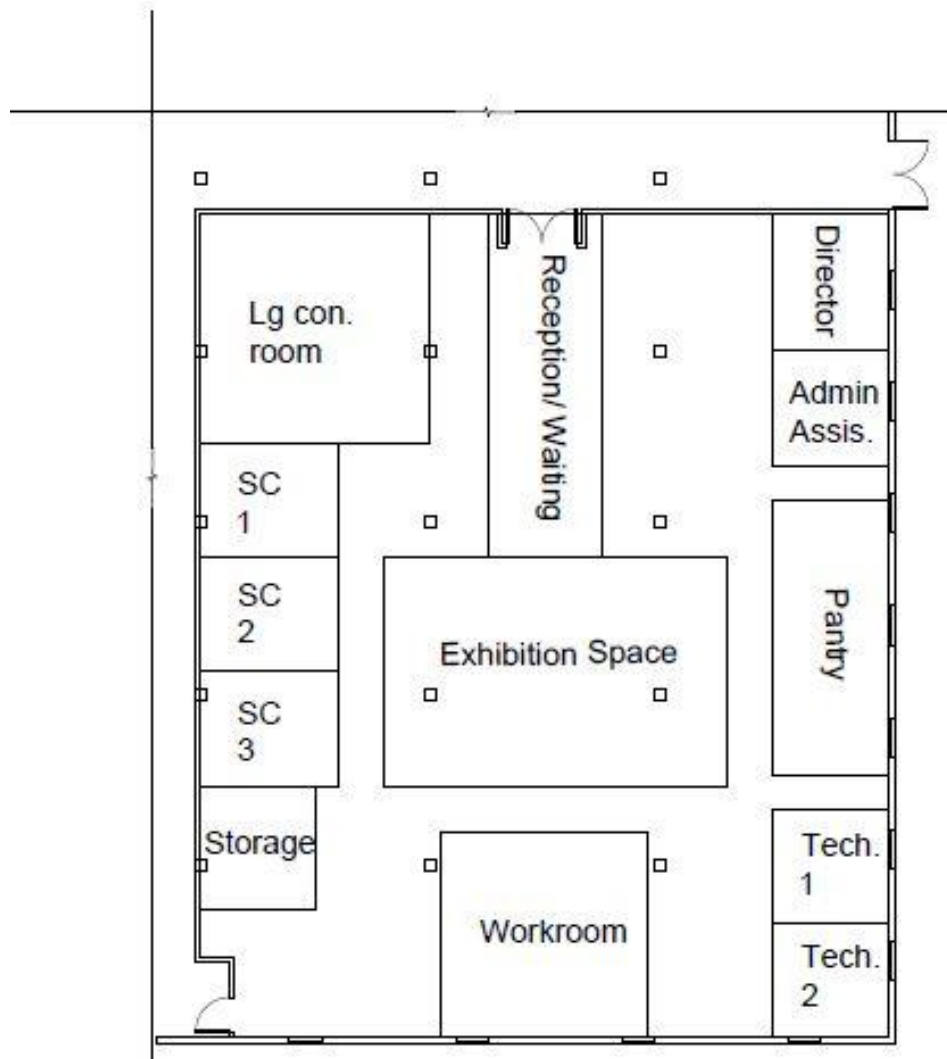 Lg con.
room
Reception/ Waiting
Director
Admin
Assis.
SC
1
SC
2
Exhibition Space
Pantry
SC
3
Storage
Tech.
1
Workroom
Tech.
2